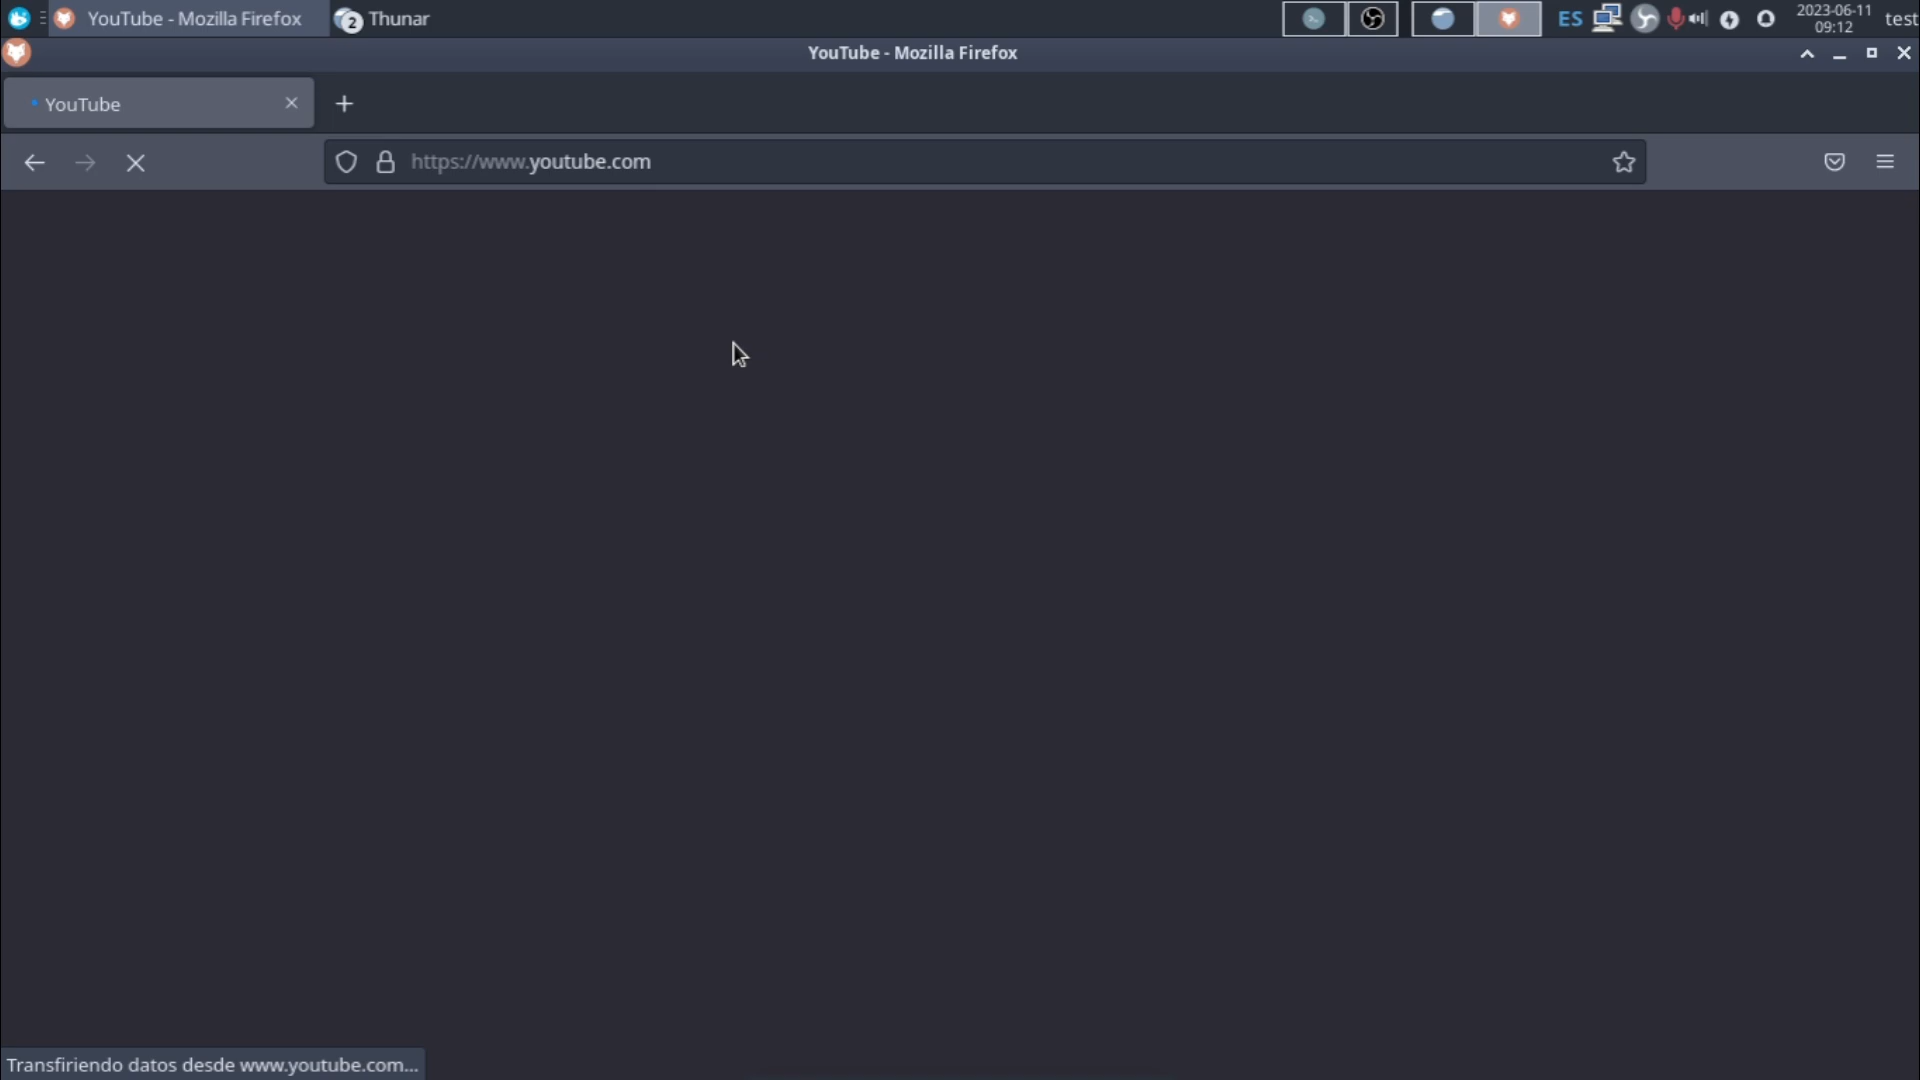 YouTube - Mozilla Firefox
2 Thunar
ES
2023-06-11
09:12
test
YouTube - Mozilla Firefox
YouTube
https://www.youtube.com
Transfiriendo datos desde www.youtube.com...